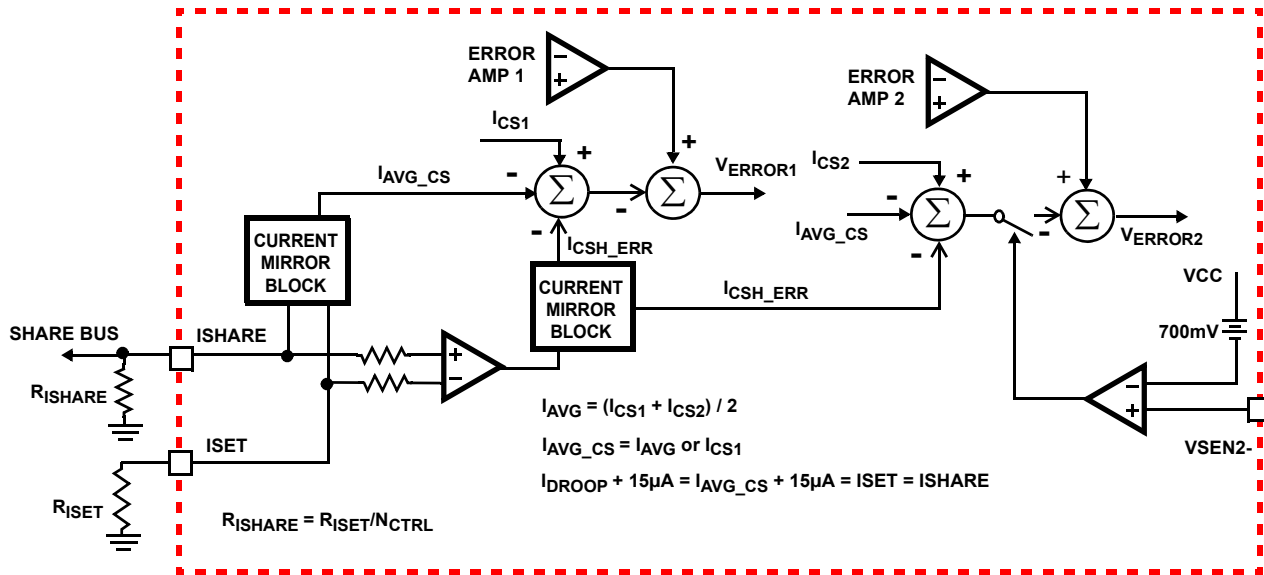 ERROR
AMP 1
-
+
ERROR
AMP 2
-
+
I_CS1
+
-
Σ
-
+
-
Σ
V_ERROR1
I_AVG_CS
I_CS2
+
-
Σ
-
I_AVG_CS
+
-
Σ
V_ERROR2
CURRENT
MIRROR
BLOCK
I_CSH_ERR
CURRENT
MIRROR
BLOCK
I_CSH_ERR
VCC
700mV
SHARE BUS
ISHARE
R_ISHARE
+
-
-
+
VSEN2-
I_AVG = (I_CS1 + I_CS2) / 2
I_AVG_CS = I_AVG or I_CS1
I_DROOP + 15µA = I_AVG_CS + 15µA = ISET = ISHARE
ISET
R_ISET
R_ISHARE = R_ISET/N_CTRL